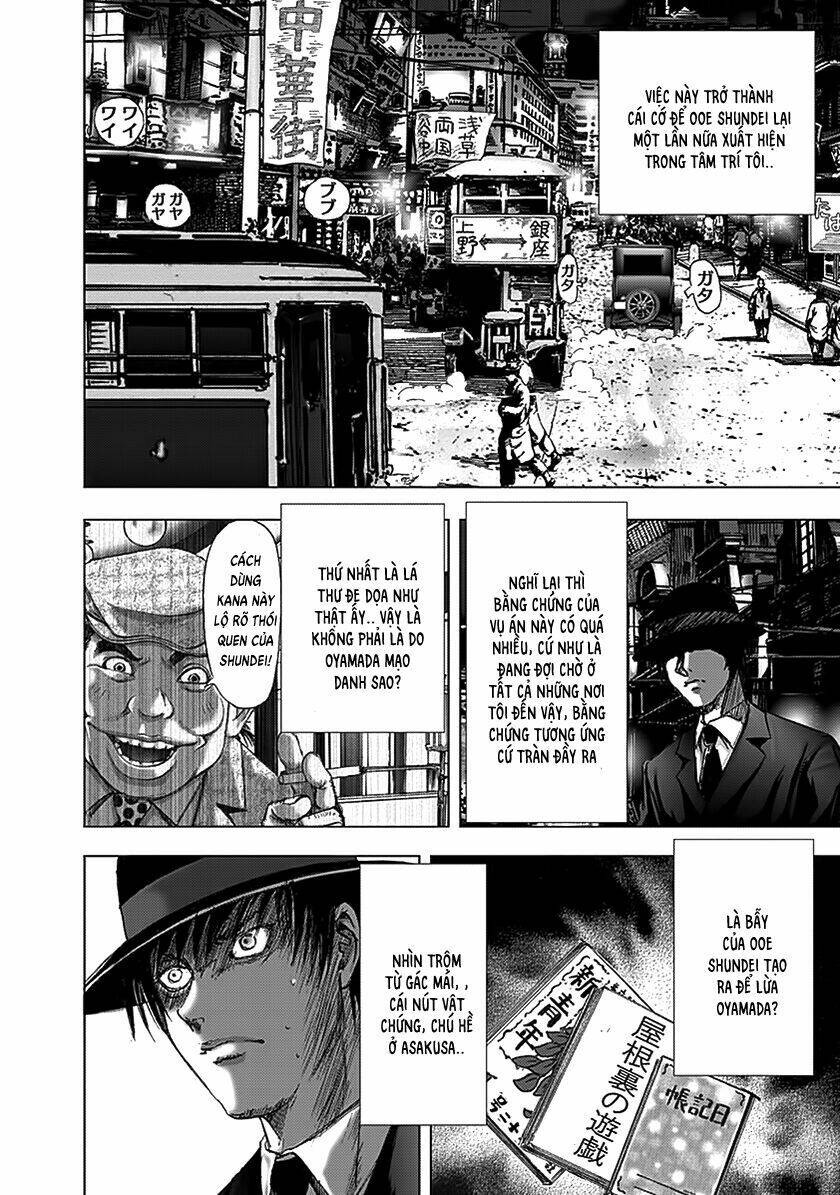 VIỆC NÀY TRỞ THÀNH
CÁI CỚ ĐỂ OOE SHUNDEI LẠI
MỘT LẦN NỮA XUẤT HIỆN
TRONG TÂM TRÍ TÔI..
中華街
ワイ
ワイ
ガヤ
ガヤ
ブブ
浅草
両国
上野
銀座
ガタ
ガタ
たは
NGHĨ LẠI THÌ
BẰNG CHỨNG CỦA
VỤ ÁN NÀY CÓ QUÁ
NHIỀU, CỨ NHƯ LÀ
ĐANG ĐỢI CHỜ Ở
TẤT CẢ NHỮNG NƠI
TÔI ĐẾN VẬY, BẰNG
CHỨNG TƯƠNG ỨNG
CỨ TRÀN ĐẦY RA
THỨ NHẤT LÀ LÁ
THƯ ĐE DỌA NHƯ
THẬT ẤY.. VẬY LÀ
KHÔNG PHẢI LÀ DO
OYAMADA MẠO
DANH SAO?
CÁCH
DÙNG
KANA NÀY
LỘ RÕ THÓI
QUEN CỦA
SHUNDEI!
LÀ BẪY
CỦA OOE
SHUNDEI TẠO
RA ĐỂ LỪA
OYAMADA?
新青年
屋根裏の遊戯
帳記日
NHÌN TRỘM
TỪ GÁC MÁI, ,
CÁI NÚT VẬT
CHỨNG, CHÚ HỀ
Ở ASAKUSA..